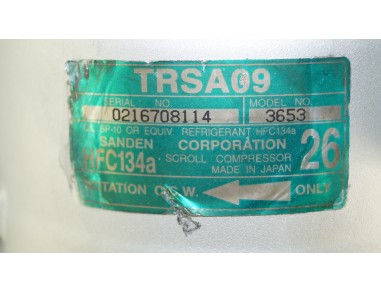 TRSA09
SERIAL NO. MODEL NO.
0216708114 3653
OIL SP-10 OR EQUIV. REFRIGERANT HFC134a
SANDEN CORPORATION 26
HFC134a SCROLL COMPRESSOR
MADE IN JAPAN
ROTATION C.C.W. ONLY